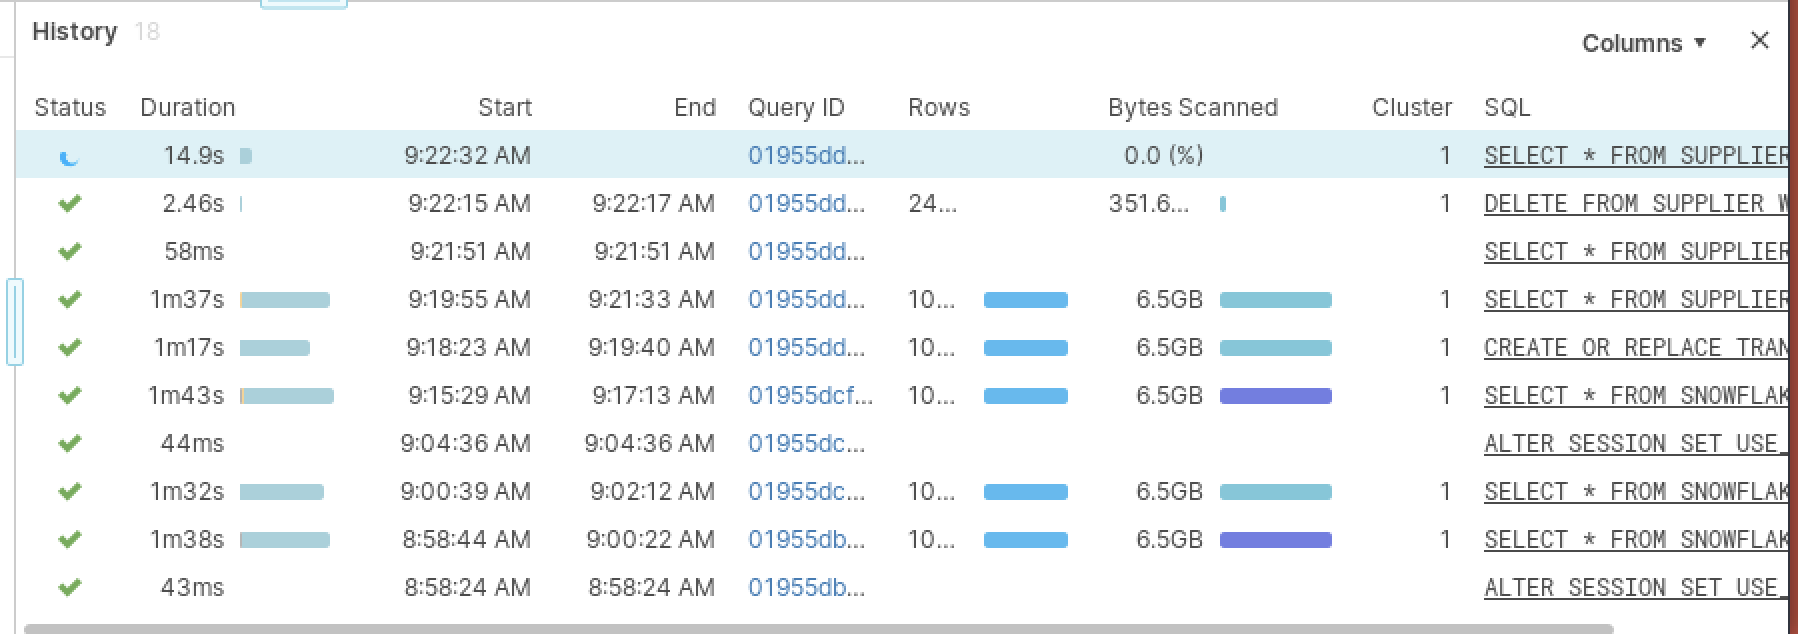 History 18
Columns ▼ ×
Status Duration Start End Query ID Rows Bytes Scanned Cluster SQL
14.9s 9:22:32 AM 01955dd... 0.0 (%) 1 SELECT * FROM SUPPLIER
2.46s 9:22:15 AM 9:22:17 AM 01955dd... 24... 351.6... 1 DELETE FROM SUPPLIER W
58ms 9:21:51 AM 9:21:51 AM 01955dd... SELECT * FROM SUPPLIER
1m37s 9:19:55 AM 9:21:33 AM 01955dd... 10... 6.5GB 1 SELECT * FROM SUPPLIER
1m17s 9:18:23 AM 9:19:40 AM 01955dd... 10... 6.5GB 1 CREATE OR REPLACE TRAN
1m43s 9:15:29 AM 9:17:13 AM 01955dcf... 10... 6.5GB 1 SELECT * FROM SNOWFLAK
44ms 9:04:36 AM 9:04:36 AM 01955dc... ALTER SESSION SET USE_
1m32s 9:00:39 AM 9:02:12 AM 01955dc... 10... 6.5GB 1 SELECT * FROM SNOWFLAK
1m38s 8:58:44 AM 9:00:22 AM 01955db... 10... 6.5GB 1 SELECT * FROM SNOWFLAK
43ms 8:58:24 AM 8:58:24 AM 01955db... ALTER SESSION SET USE_